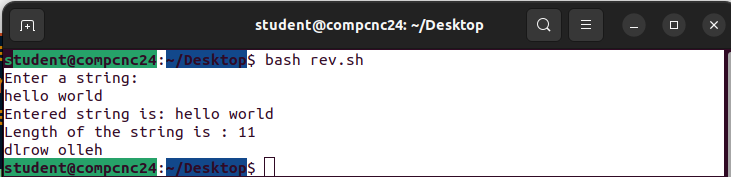 student@compcnc24: ~/Desktop
student@compcnc24:~/Desktop$ bash rev.sh
Enter a string:
hello world
Entered string is: hello world
Length of the string is : 11
dlrow olleh
student@compcnc24:~/Desktop$